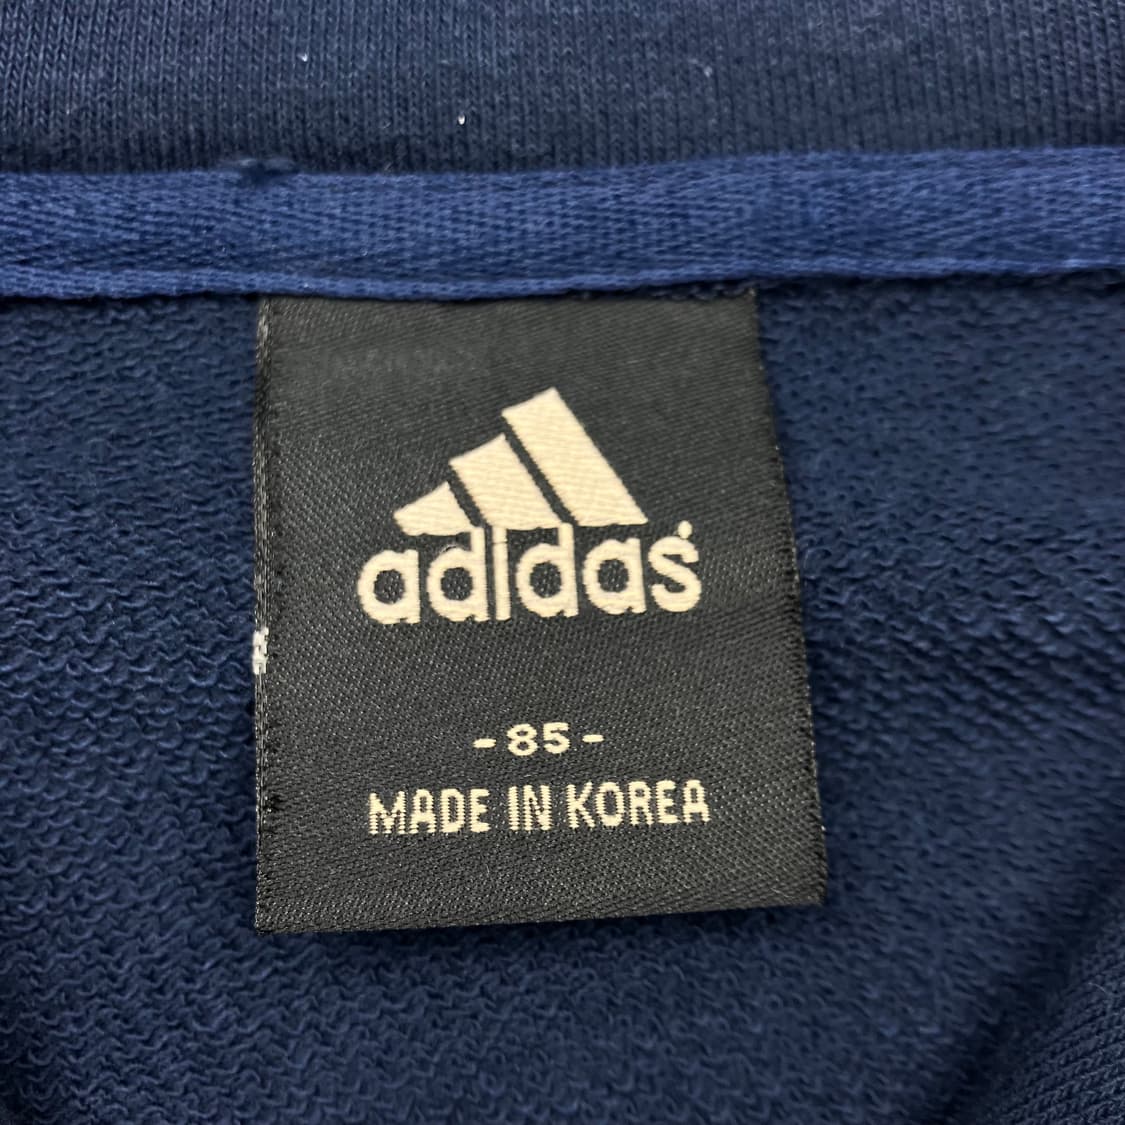 adidas
- 85 -
MADE IN KOREA